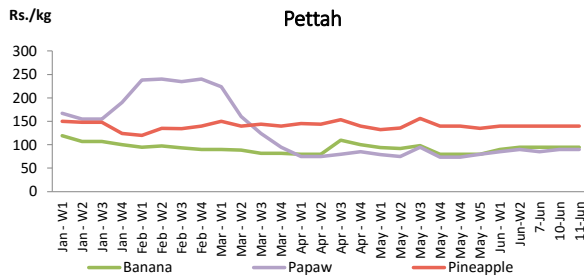 Rs./kg
Pettah
300
250
200
150
100
50
0
Jan - W1
Jan - W2
Jan - W3
Jan - W4
Feb - W1
Feb - W2
Feb - W3
Feb - W4
Mar - W1
Mar - W2
Mar - W3
Mar - W4
Apr - W1
Apr - W2
Apr - W3
Apr - W4
May - W1
May - W2
May - W3
May - W4
May - W4
May - W5
Jun - W1
Jun-W2
7-Jun
10-Jun
11-Jun
Banana
Papaw
Pineapple